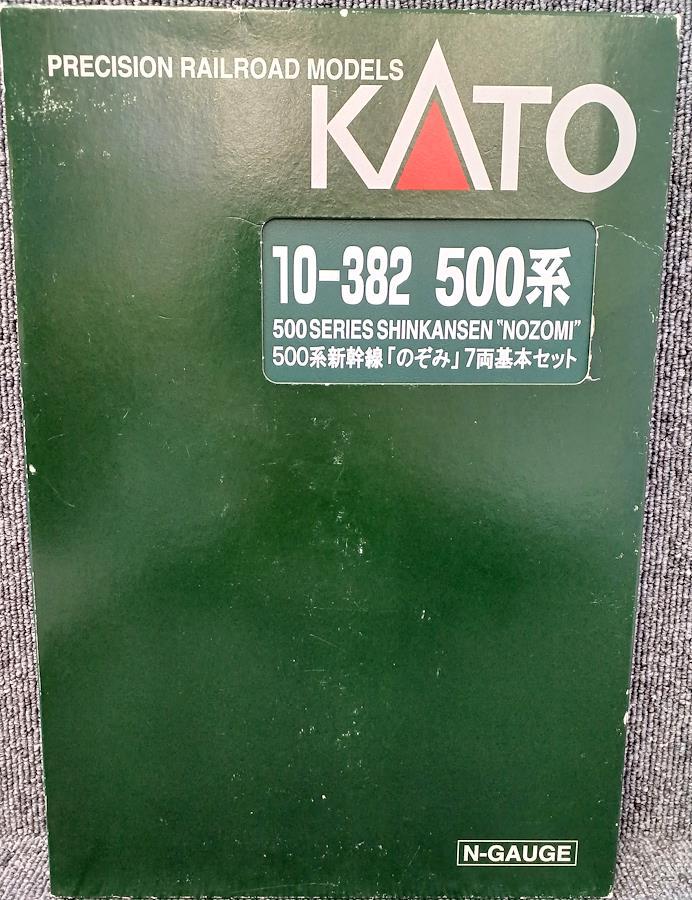 PRECISION RAILROAD MODELS
KATO
10-382 500系
500 SERIES SHINKANSEN "NOZOMI"
500系新幹線「のぞみ」7両基本セット
N-GAUGE